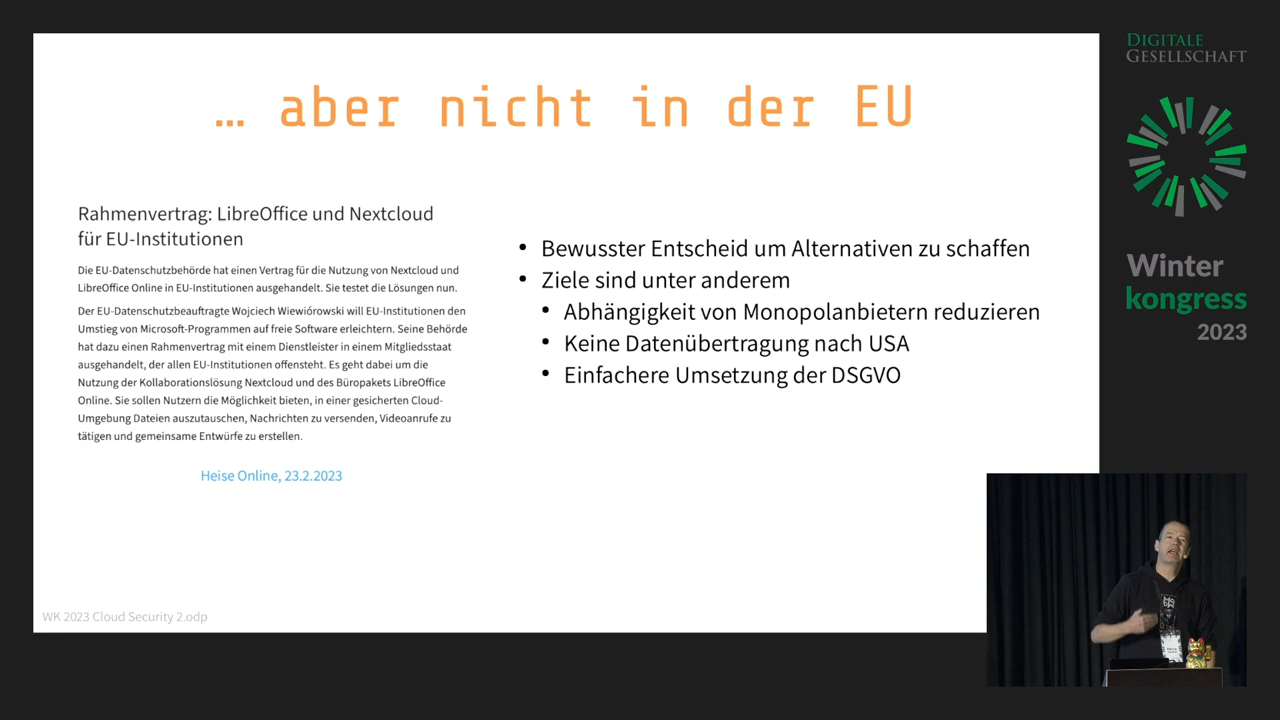 … aber nicht in der EU
Rahmenvertrag: LibreOffice und Nextcloud
für EU-Institutionen
Die EU-Datenschutzbehörde hat einen Vertrag für die Nutzung von Nextcloud und
LibreOffice Online in EU-Institutionen ausgehandelt. Sie testet die Lösungen nun.
Der EU-Datenschutzbeauftragte Wojciech Wiewiórowski will EU-Institutionen den
Umstieg von Microsoft-Programmen auf freie Software erleichtern. Seine Behörde
hat dazu einen Rahmenvertrag mit einem Dienstleister in einem Mitgliedsstaat
ausgehandelt, der allen EU-Institutionen offensteht. Es geht dabei um die
Nutzung der Kollaborationslösung Nextcloud und des Büropakets LibreOffice
Online. Sie sollen Nutzern die Möglichkeit bieten, in einer gesicherten Cloud-
Umgebung Dateien auszutauschen, Nachrichten zu versenden, Videoanrufe zu
tätigen und gemeinsame Entwürfe zu erstellen.
Heise Online, 23.2.2023
• Bewusster Entscheid um Alternativen zu schaffen
• Ziele sind unter anderem
• Abhängigkeit von Monopolanbietern reduzieren
• Keine Datenübertragung nach USA
• Einfachere Umsetzung der DSGVO
WK 2023 Cloud Security 2.odp
DIGITALE
GESELLSCHAFT
Winter
kongress
2023